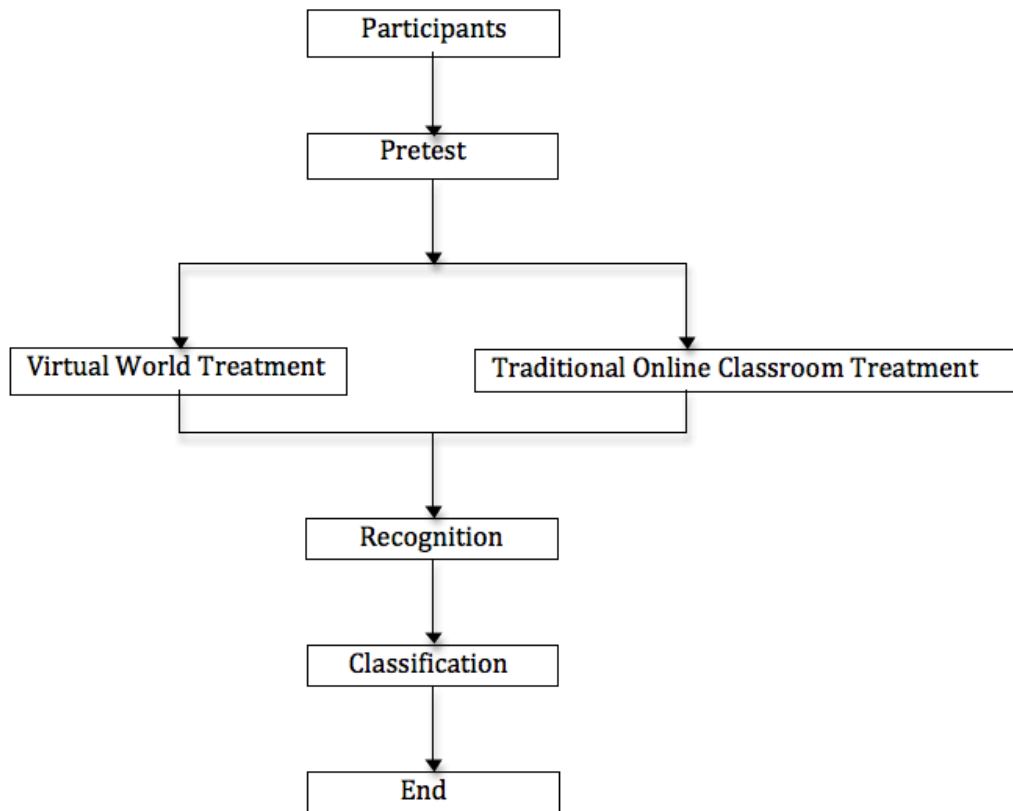 Participants
Pretest
Virtual World Treatment
Traditional Online Classroom Treatment
Recognition
Classification
End